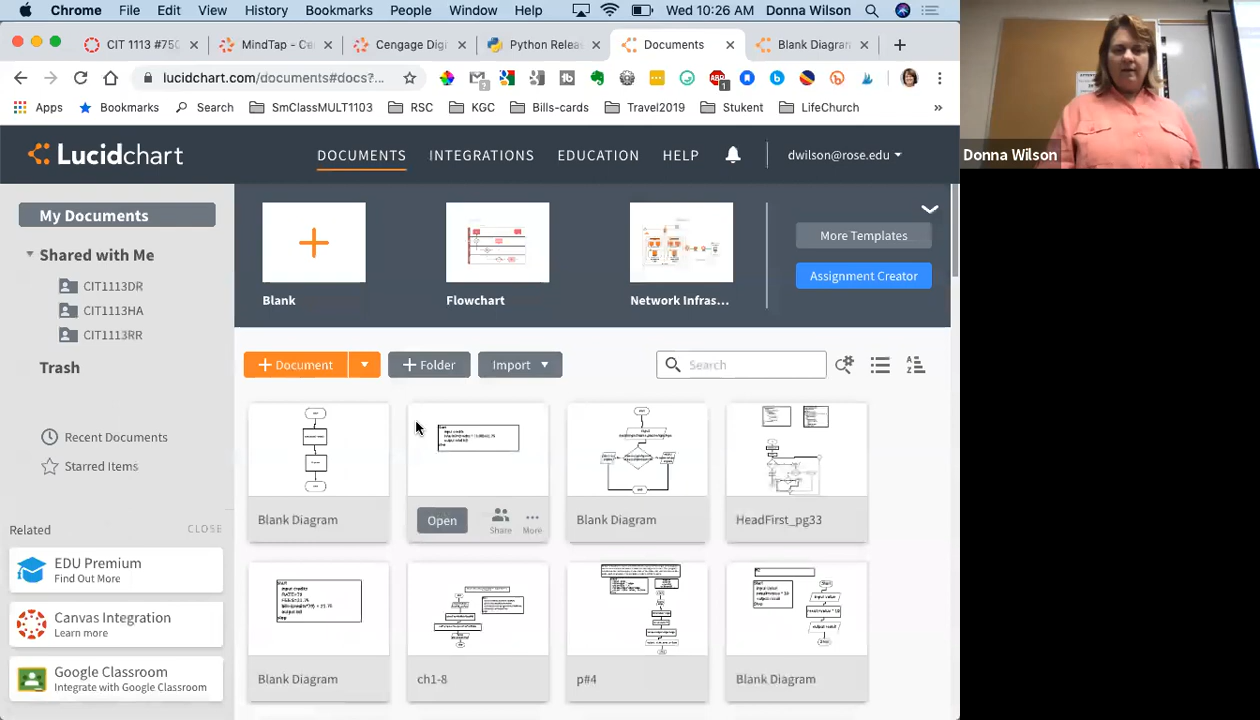 Chrome File Edit View History Bookmarks People Window Help Wed 10:26 AM Donna Wilson
CIT 1113 #750 MindTap - Ce Cengage Digi Python Relea Documents Blank Diagran
lucidchart.com/documents#docs?...
Apps Bookmarks Search SmClassMULT1103 RSC KGC Bills-cards Travel2019 Stukent LifeChurch »
Donna Wilson
Lucidchart DOCUMENTS INTEGRATIONS EDUCATION HELP dwilson@rose.edu
My Documents
Shared with Me
CIT1113DR
CIT1113HA
CIT1113RR
Trash
Recent Documents
Starred Items
Related CLOSE
EDU Premium
Find Out More
Canvas Integration
Learn more
Google Classroom
Integrate with Google Classroom
Blank Flowchart Network Infras...
More Templates
Assignment Creator
+ Document + Folder Import Search
Blank Diagram Open Share More Blank Diagram HeadFirst_pg33
Blank Diagram ch1-8 p#4 Blank Diagram